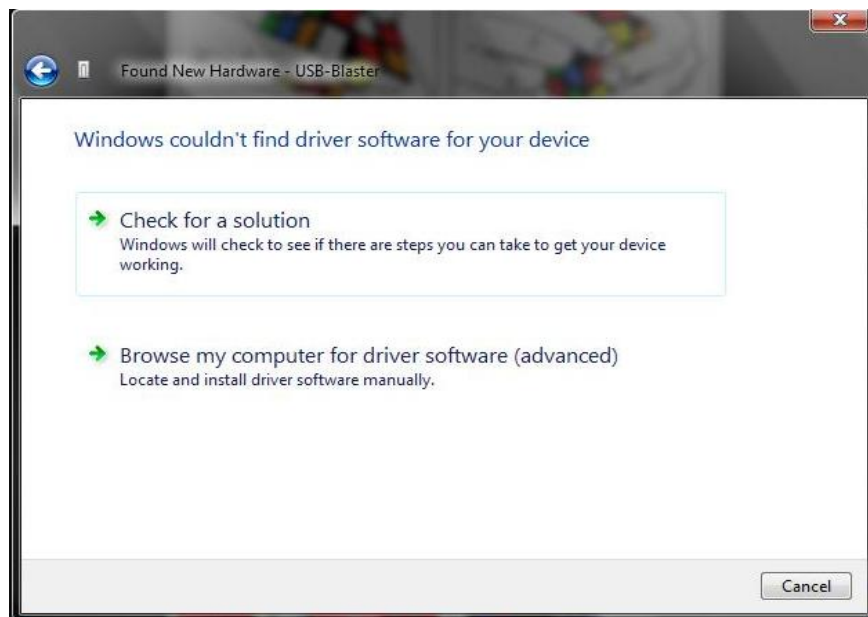 Found New Hardware - USB-Blaster
Windows couldn't find driver software for your device
Check for a solution
Windows will check to see if there are steps you can take to get your device
working.
Browse my computer for driver software (advanced)
Locate and install driver software manually.
Cancel